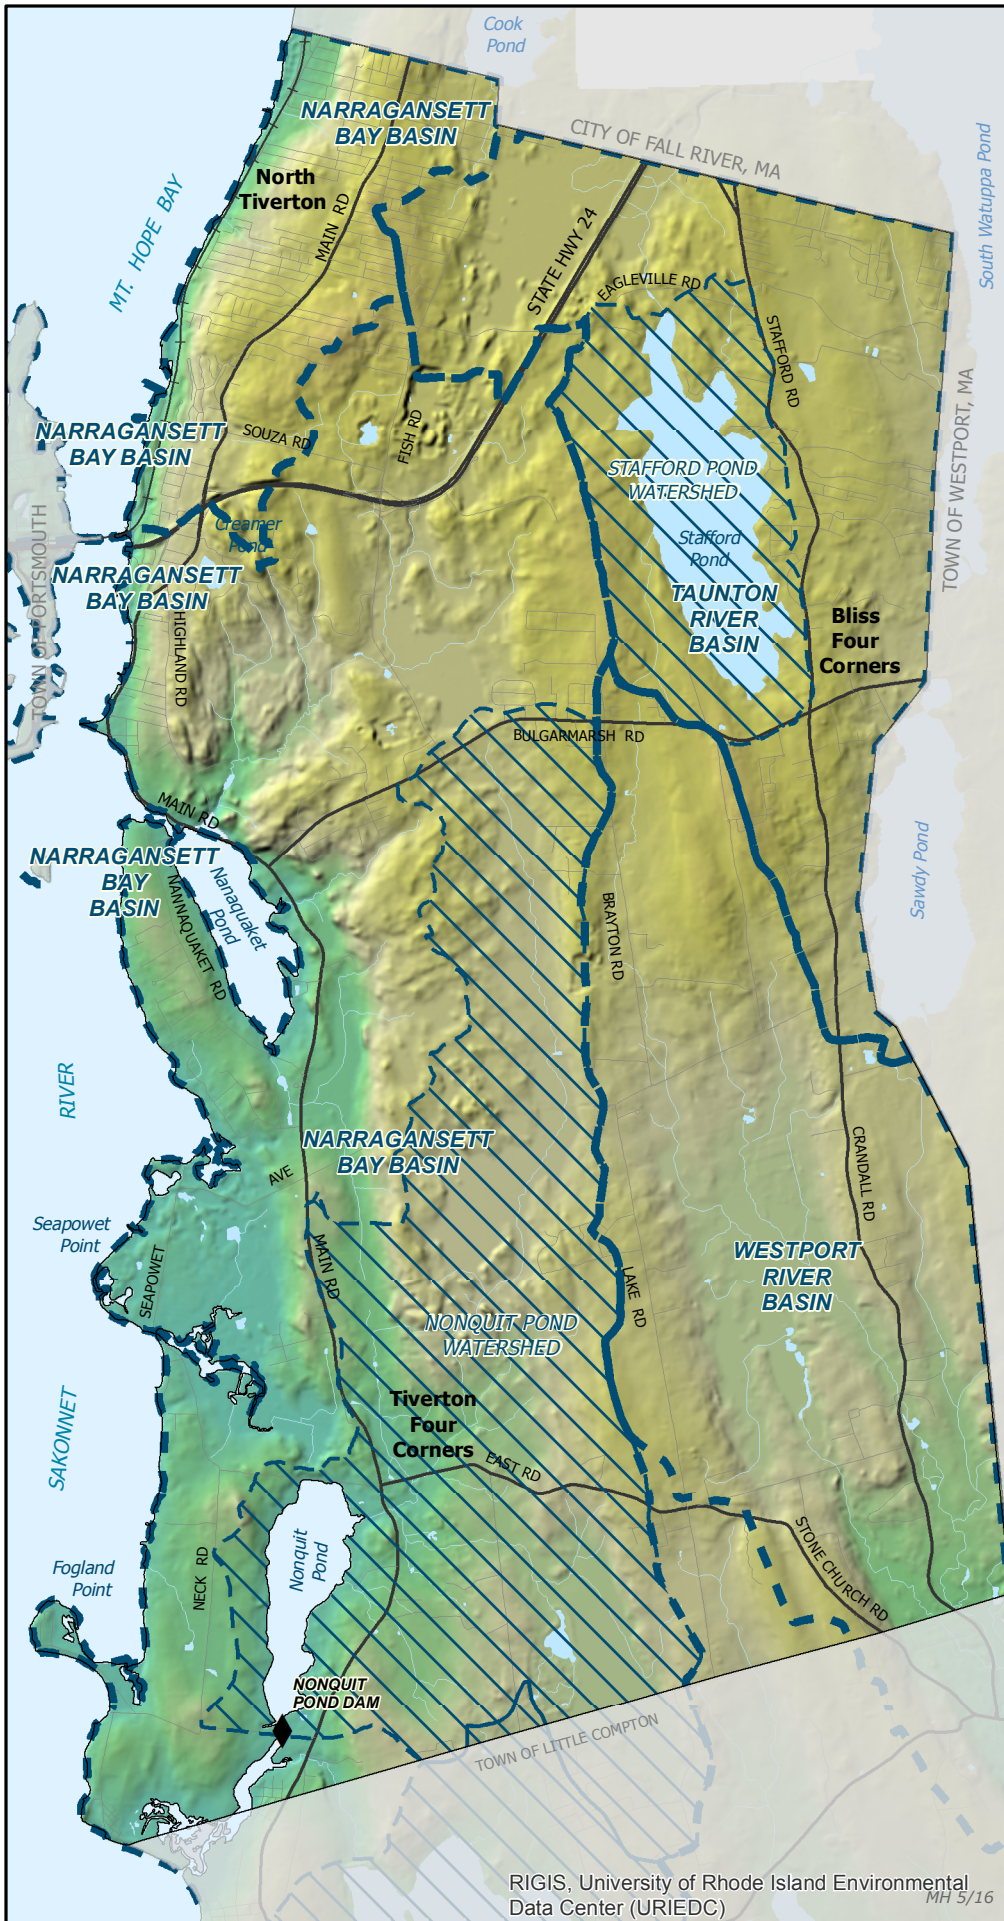 Cook
Pond
NARRAGANSETT
BAY BASIN
CITY OF FALL RIVER, MA
South Watuppa Pond
North
Tiverton
MAIN RD
MT. HOPE BAY
STATE HWY 24
EAGLEVILLE RD
STAFFORD RD
TOWN OF WESTPORT, MA
NARRAGANSETT
BAY BASIN
SOUZA RD
FISH RD
STAFFORD POND
WATERSHED
Creamer
Pond
Stafford
Pond
TOWN OF PORTSMOUTH
NARRAGANSETT
BAY BASIN
TAUNTON
RIVER
BASIN
Bliss
Four
Corners
HIGHLAND RD
BULGARMARSH RD
MAIN RD
NARRAGANSETT
BAY
BASIN
Nanaquaket
Pond
NANNAQUAKET RD
Sawdy Pond
BRAYTON RD
RIVER
NARRAGANSETT
BAY BASIN
AVE
CRANDALL RD
Seapowet
Point
SEAPOWET
MAIN RD
LAKE RD
WESTPORT
RIVER
BASIN
NONQUIT POND
WATERSHED
Tiverton
Four
Corners
SAKONNET
EAST RD
STONE CHURCH RD
Fogland
Point
NECK RD
Nonquit
Pond
NONQUIT
POND DAM
TOWN OF LITTLE COMPTON
RIGIS, University of Rhode Island Environmental
Data Center (URIEDC)
MH 5/16